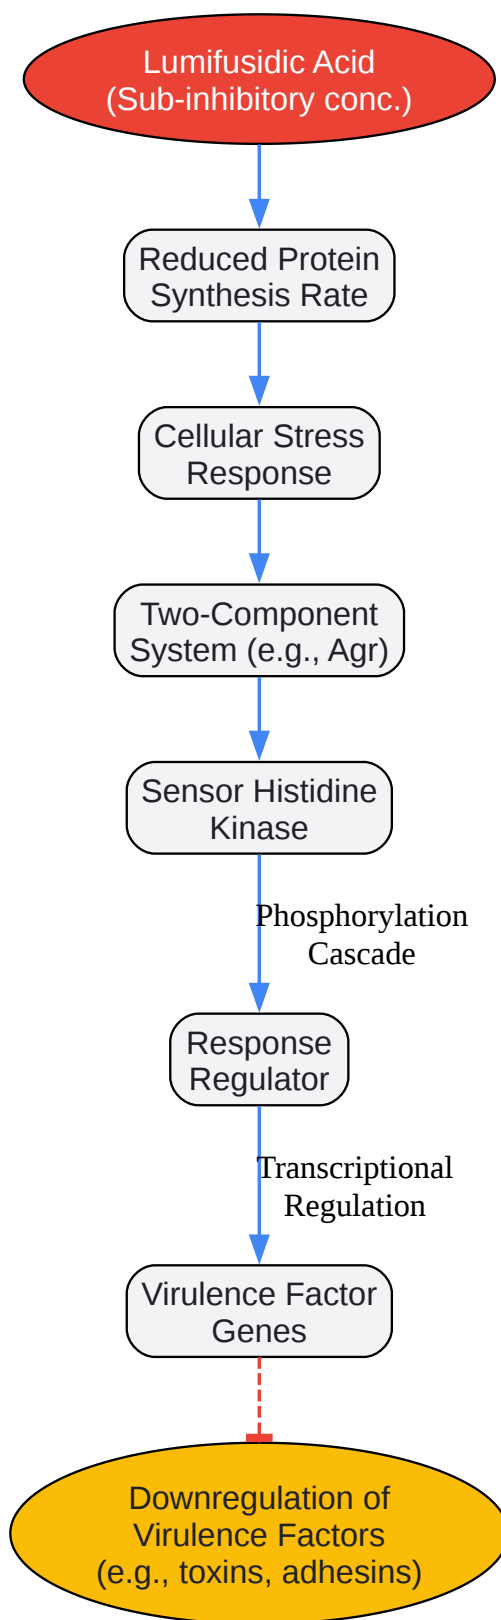 Lumifusidic Acid
(Sub-inhibitory conc.)
Reduced Protein
Synthesis Rate
Cellular Stress
Response
Two-Component
System (e.g., Agr)
Sensor Histidine
Kinase
Phosphorylation
Cascade
Response
Regulator
Transcriptional
Regulation
Virulence Factor
Genes
Downregulation of
Virulence Factors
(e.g., toxins, adhesins)